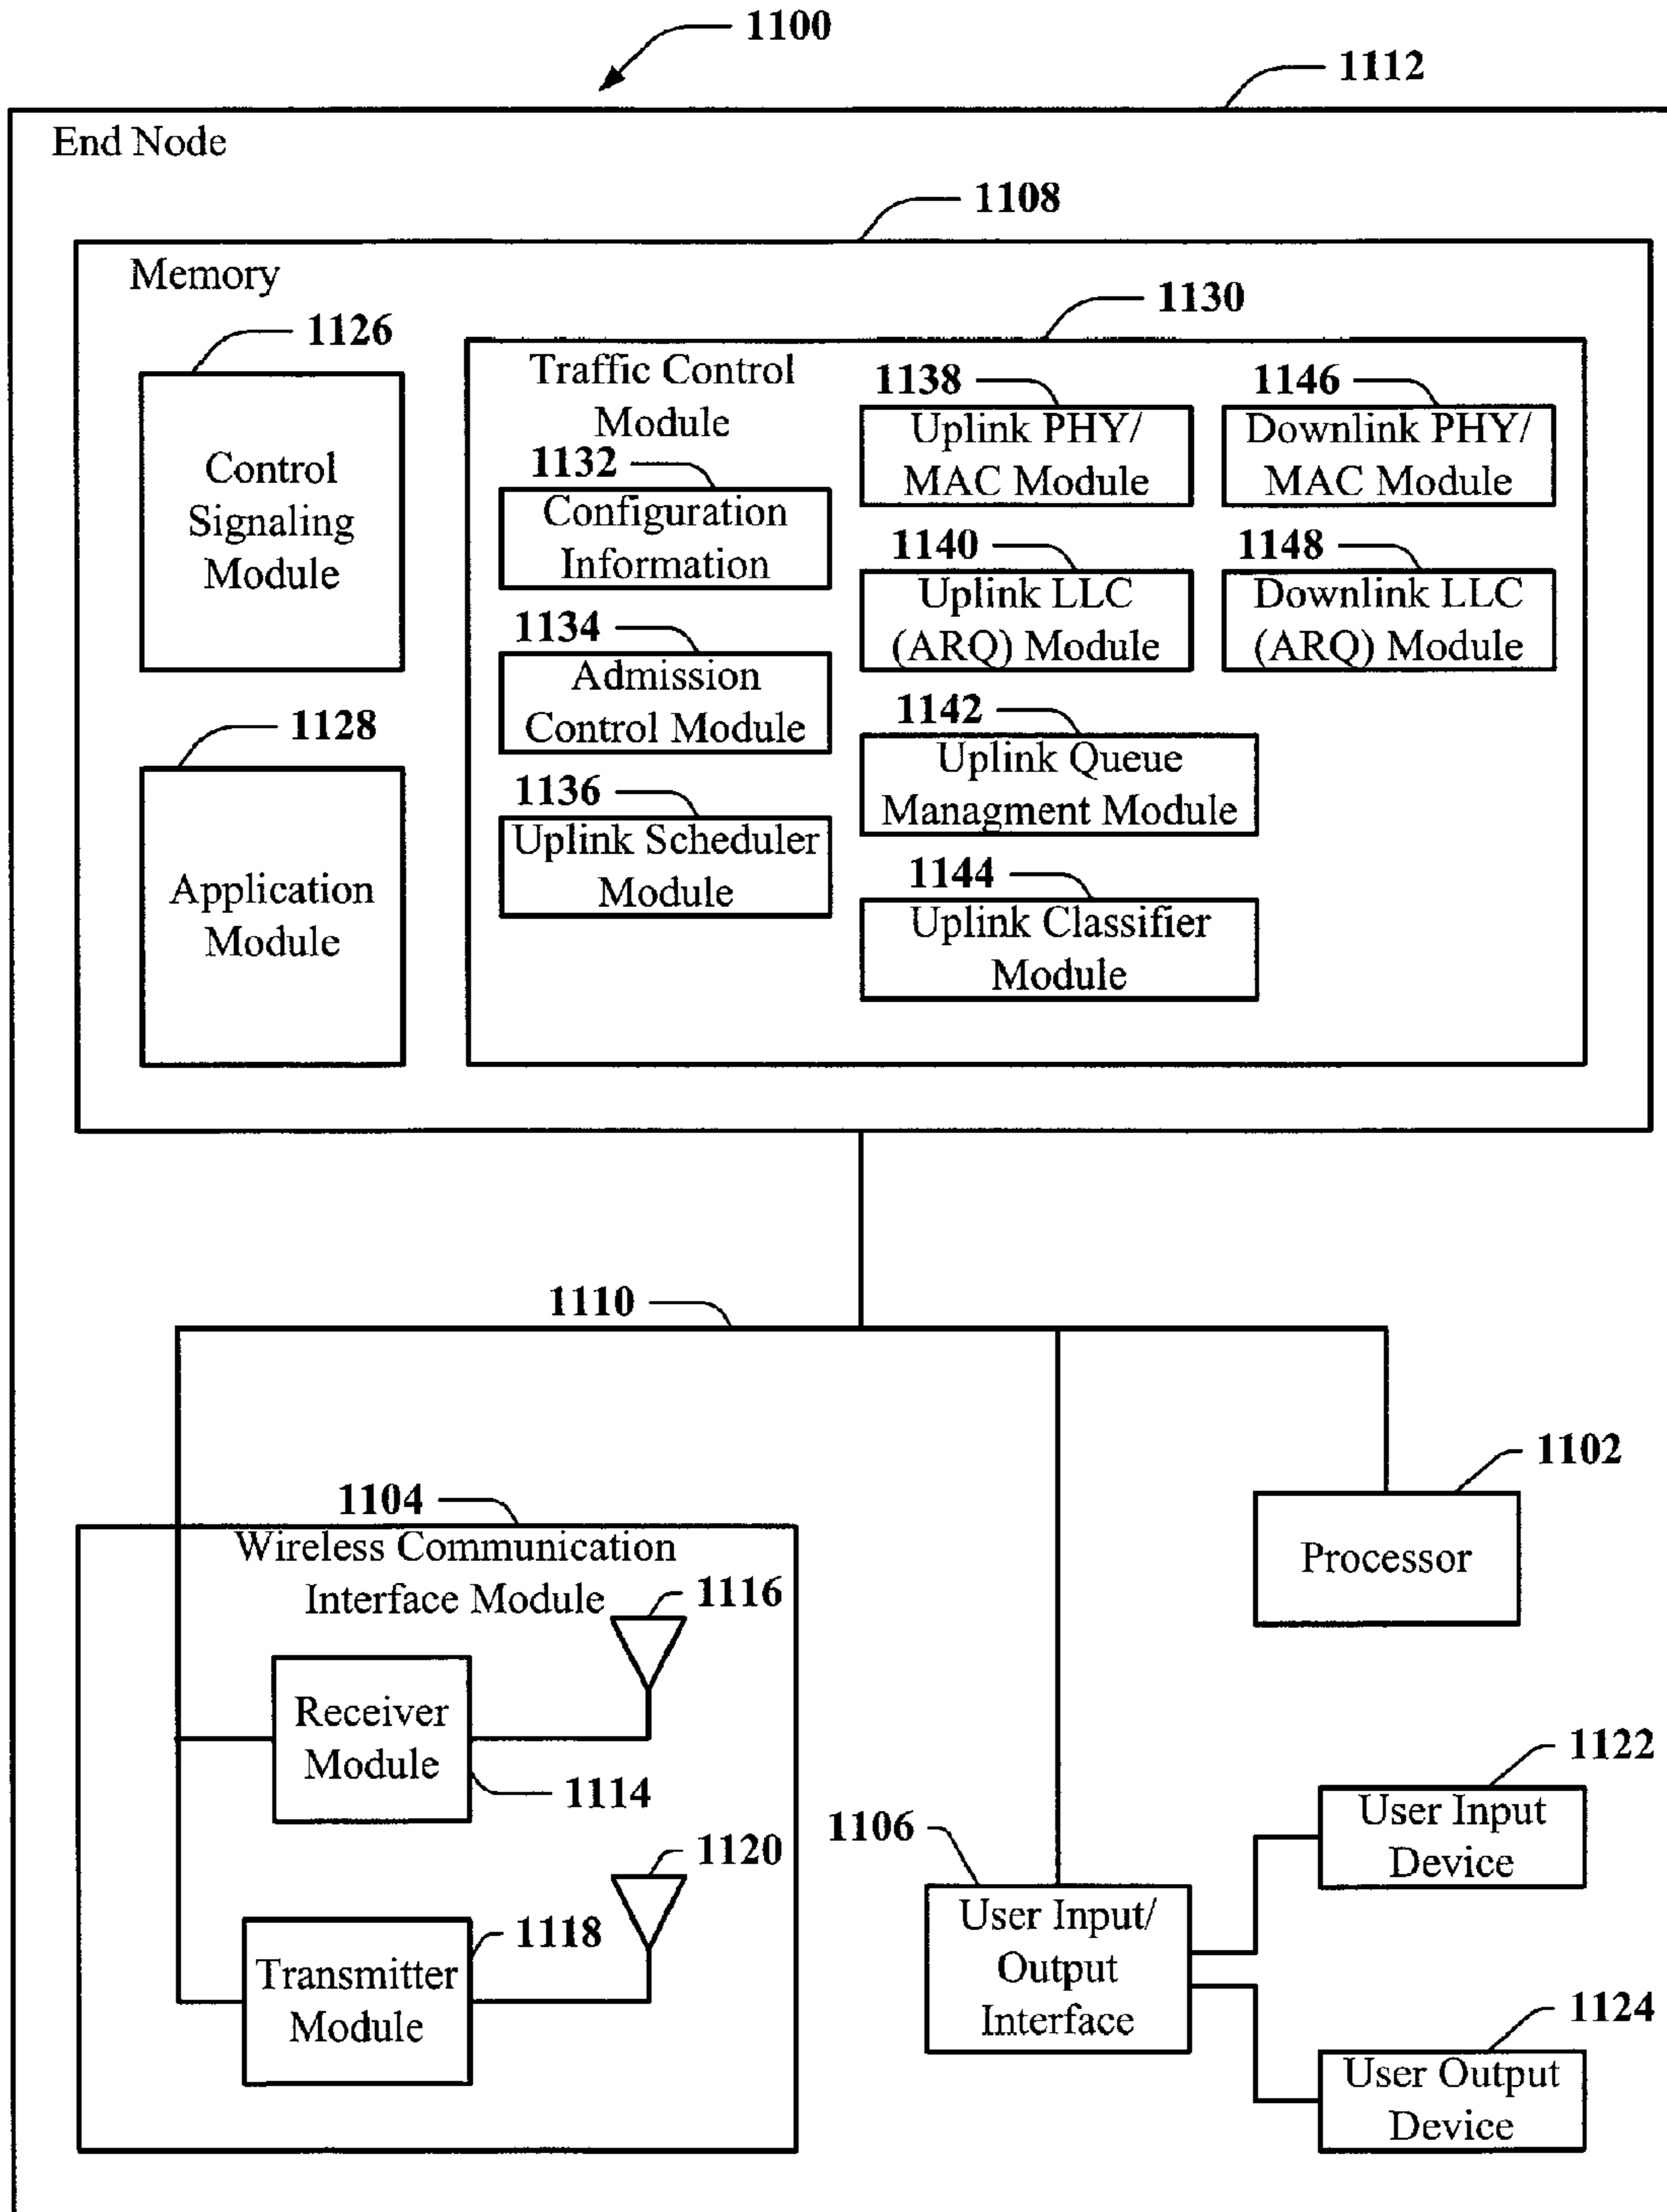 1100
1112
End Node
1108
Memory
1130
1126
Control
Signaling
Module
1128
Application
Module
Traffic Control
Module
1132
Configuration
Information
1134
Admission
Control Module
1136
Uplink Scheduler
Module
1138
Uplink PHY/
MAC Module
1140
Uplink LLC
(ARQ) Module
1142
Uplink Queue
Managment Module
1144
Uplink Classifier
Module
1146
Downlink PHY/
MAC Module
1148
Downlink LLC
(ARQ) Module
1110
1104
Wireless Communication
Interface Module
1116
Receiver
Module
1114
1120
1118
Transmitter
Module
1102
Processor
1106
User Input/
Output
Interface
1122
User Input
Device
1124
User Output
Device